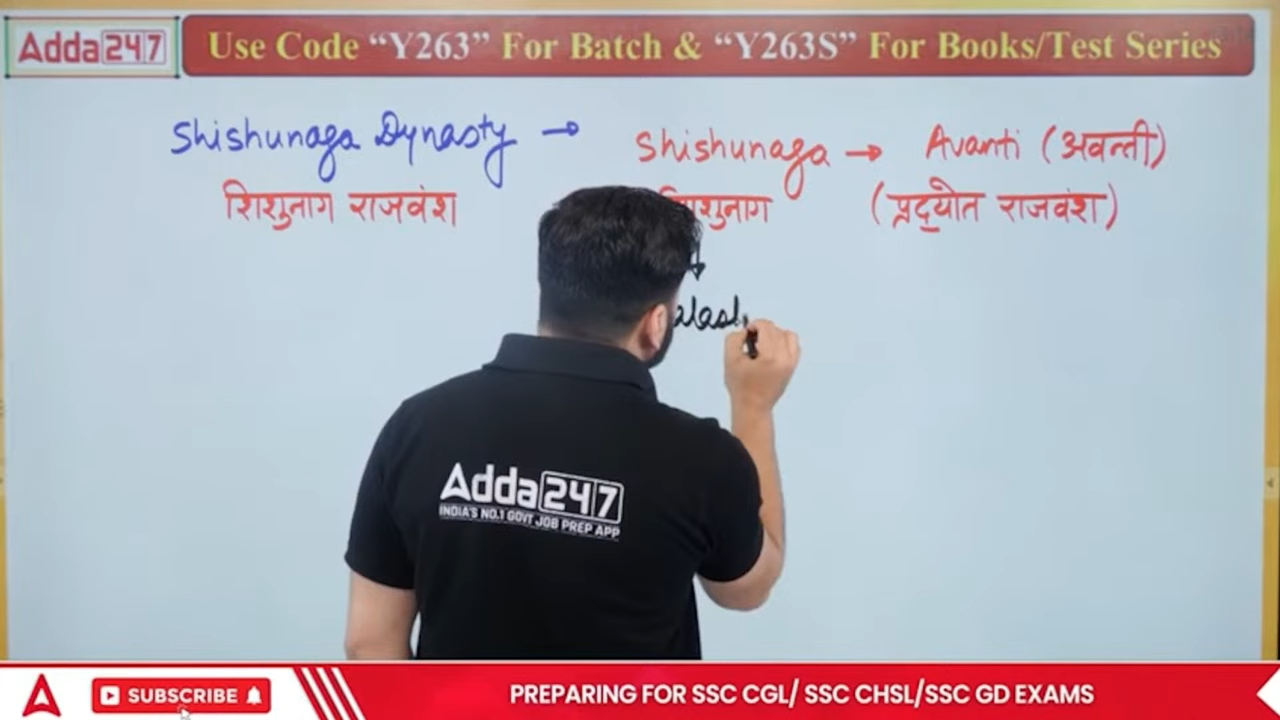 Adda247 Use Code “Y263” For Batch & “Y263S” For Books/Test Series
Shishunaga Dynasty → Shishunaga → Avanti (अवन्ती)
शिशुनाग राजवंश (प्रद्योत राजवंश)
Adda247
INDIA'S NO.1 GOVT JOB PREP APP
SUBSCRIBE PREPARING FOR SSC CGL/ SSC CHSL/SSC GD EXAMS